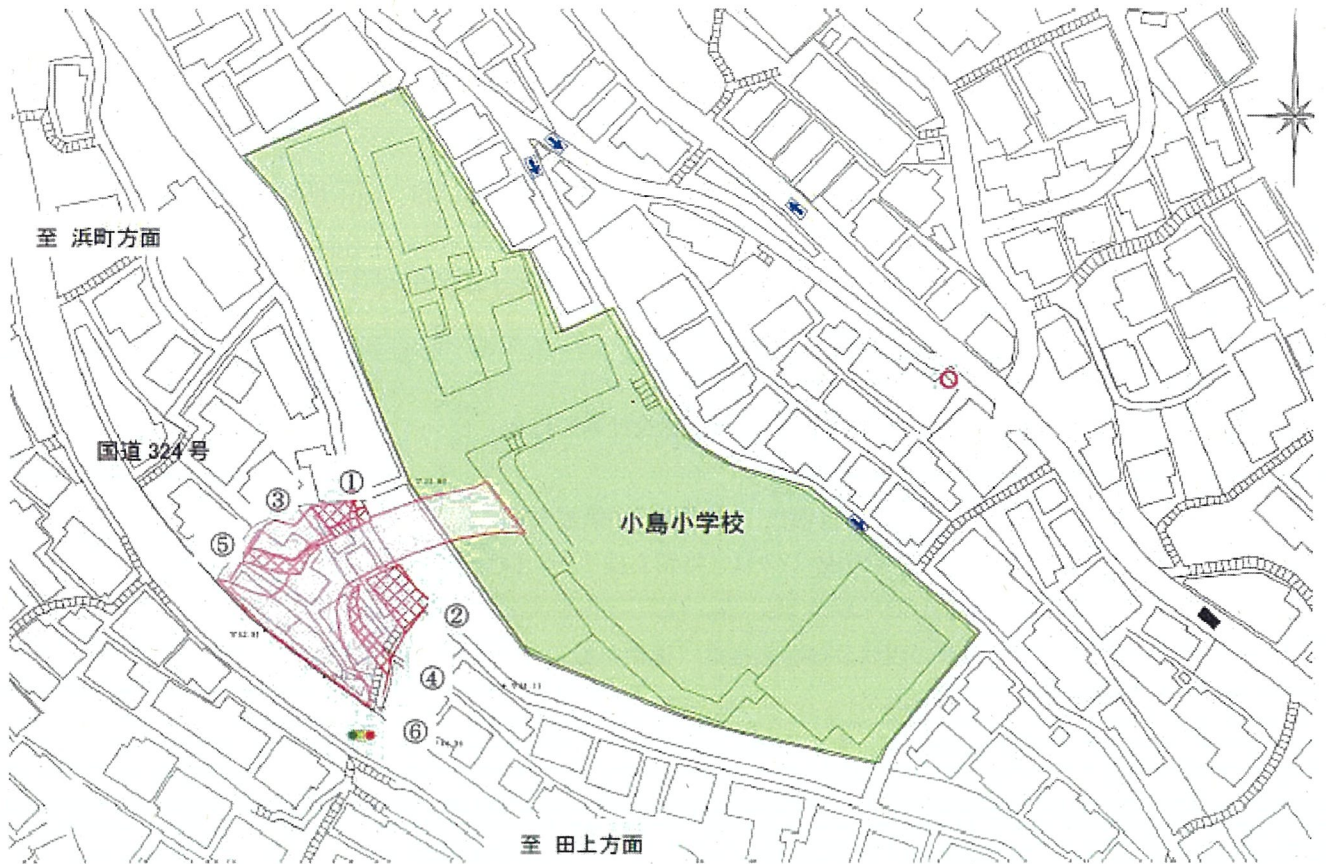 至 浜町方面
国道 324 号
①
③
⑤
小島小学校
②
④
⑥
至 田上方面